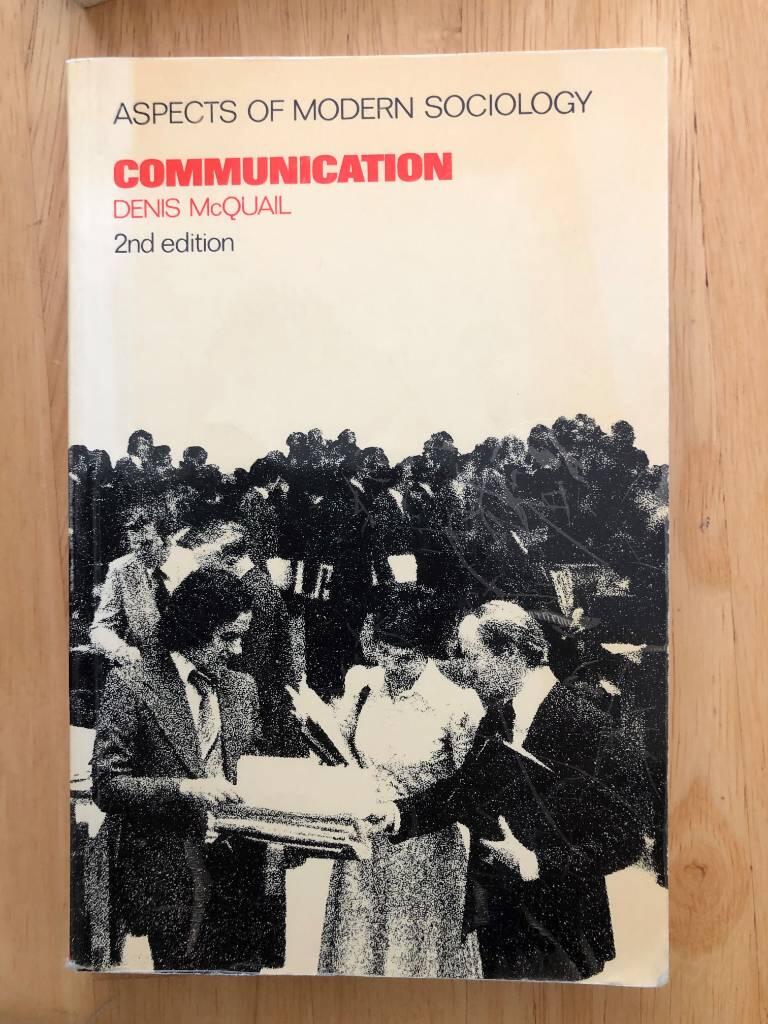 ASPECTS OF MODERN SOCIOLOGY
COMMUNICATION
DENIS McQUAIL
2nd edition